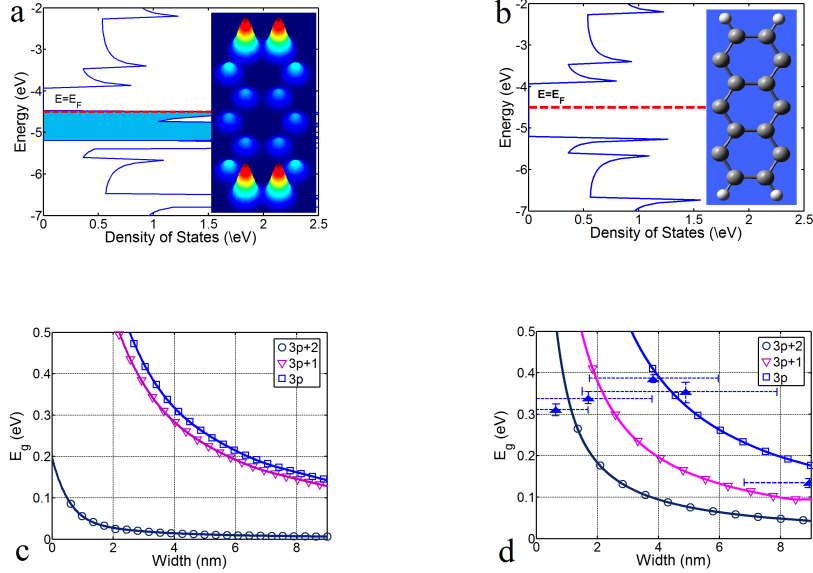 a
-2
-3
-4
-5
-6
-7
Energy (eV)
E=E_F
0
0.5
1
1.5
2
2.5
Density of States (\eV)
b
-2
-3
-4
-5
-6
-7
Energy (eV)
E=E_F
0
0.5
1
1.5
2
2.5
Density of States (\eV)
0.5
0.4
0.3
0.2
0.1
0
E_g (eV)
3p+2
3p+1
3p
0
2
4
6
8
Width (nm)
c
0.5
0.4
0.3
0.2
0.1
0
E_g (eV)
3p+2
3p+1
3p
0
2
4
6
8
Width (nm)
d